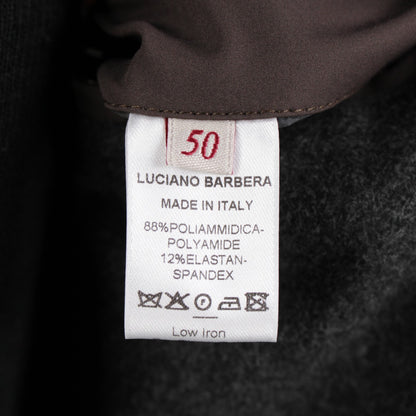 50
LUCIANO BARBERA
MADE IN ITALY
88%POLIAMMIDICA-
POLYAMIDE
12%ELASTAN-
SPANDEX
Low iron